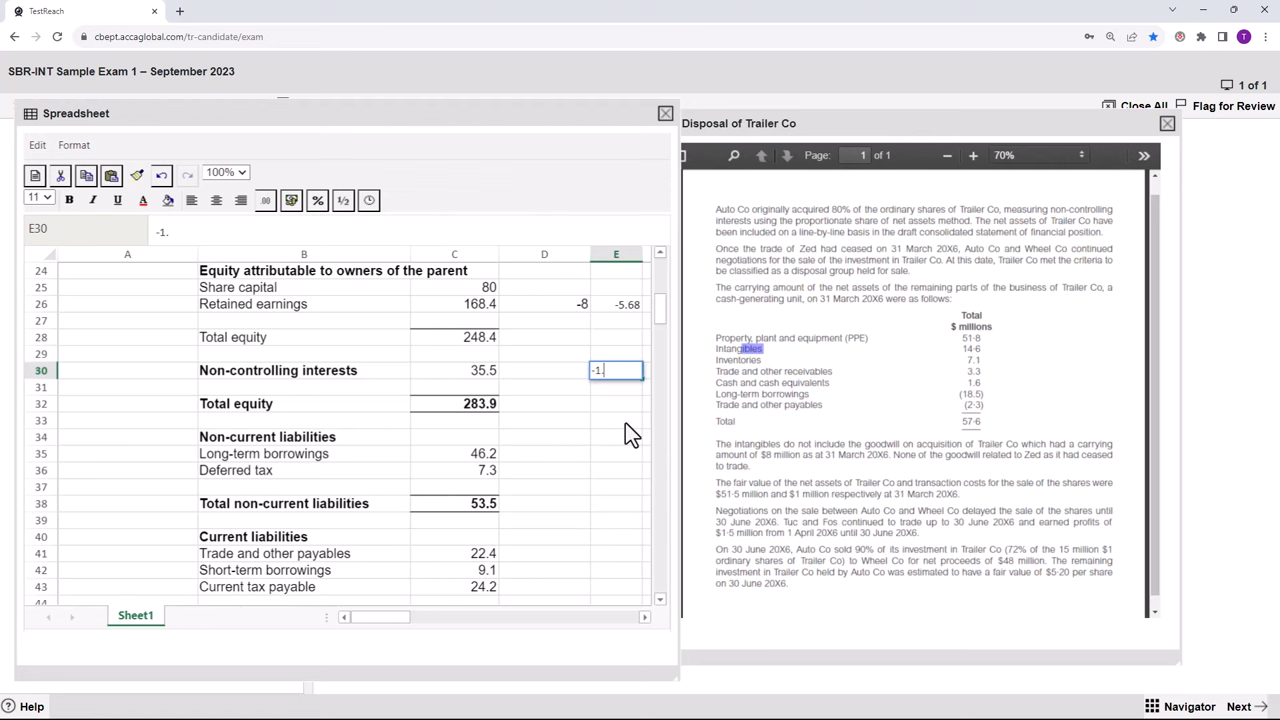 TestReach
cbept.accaglobal.com/tr-candidate/exam
T
SBR-INT Sample Exam 1 – September 2023
1 of 1
Close All
Flag for Review
Spreadsheet
Edit Format
100%
11 B I U A .00 % 1/2
E30 -1.
A B C D E
24 Equity attributable to owners of the parent
25 Share capital 80
26 Retained earnings 168.4 -8 -5.68
27
28 Total equity 248.4
29
30 Non-controlling interests 35.5 -1.
31
32 Total equity 283.9
33
34 Non-current liabilities
35 Long-term borrowings 46.2
36 Deferred tax 7.3
37
38 Total non-current liabilities 53.5
39
40 Current liabilities
41 Trade and other payables 22.4
42 Short-term borrowings 9.1
43 Current tax payable 24.2
44
Sheet1
Disposal of Trailer Co
Page: 1 of 1
70%
Auto Co originally acquired 80% of the ordinary shares of Trailer Co, measuring non-controlling
interests using the proportionate share of net assets method. The net assets of Trailer Co have
been included on a line-by-line basis in the draft consolidated statement of financial position.
Once the trade of Zed had ceased on 31 March 20X6, Auto Co and Wheel Co continued
negotiations for the sale of the investment in Trailer Co. At this date, Trailer Co met the criteria to
be classified as a disposal group held for sale.
The carrying amount of the net assets of the remaining parts of the business of Trailer Co, a
cash-generating unit, on 31 March 20X6 were as follows:
Total
$ millions
Property, plant and equipment (PPE) 51·8
Intangibles 14·6
Inventories 7.1
Trade and other receivables 3.3
Cash and cash equivalents 1.6
Long-term borrowings (18.5)
Trade and other payables (2·3)
Total 57·6
The intangibles do not include the goodwill on acquisition of Trailer Co which had a carrying
amount of $8 million as at 31 March 20X6. None of the goodwill related to Zed as it had ceased
to trade.
The fair value of the net assets of Trailer Co and transaction costs for the sale of the shares were
$51·5 million and $1 million respectively at 31 March 20X6.
Negotiations on the sale between Auto Co and Wheel Co delayed the sale of the shares until
30 June 20X6. Tuc and Fos continued to trade up to 30 June 20X6 and earned profits of
$1·5 million from 1 April 20X6 until 30 June 20X6.
On 30 June 20X6, Auto Co sold 90% of its investment in Trailer Co (72% of the 15 million $1
ordinary shares of Trailer Co) to Wheel Co for net proceeds of $48 million. The remaining
investment in Trailer Co held by Auto Co was estimated to have a fair value of $5·20 per share
on 30 June 20X6.
Help
Navigator
Next